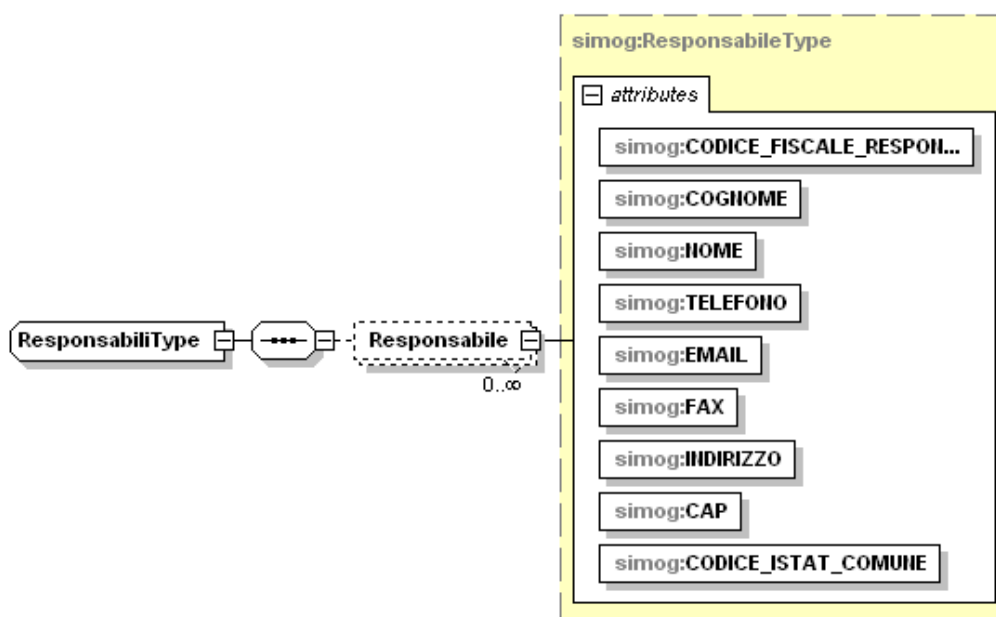 simog:ResponsabileType
attributes
simog:CODICE_FISCALE_RESPON...
simog:COGNOME
simog:NOME
simog:TELEFONO
simog:EMAIL
simog:FAX
simog:INDIRIZZO
simog:CAP
simog:CODICE_ISTAT_COMUNE
ResponsabiliType
Responsabile
0..∞